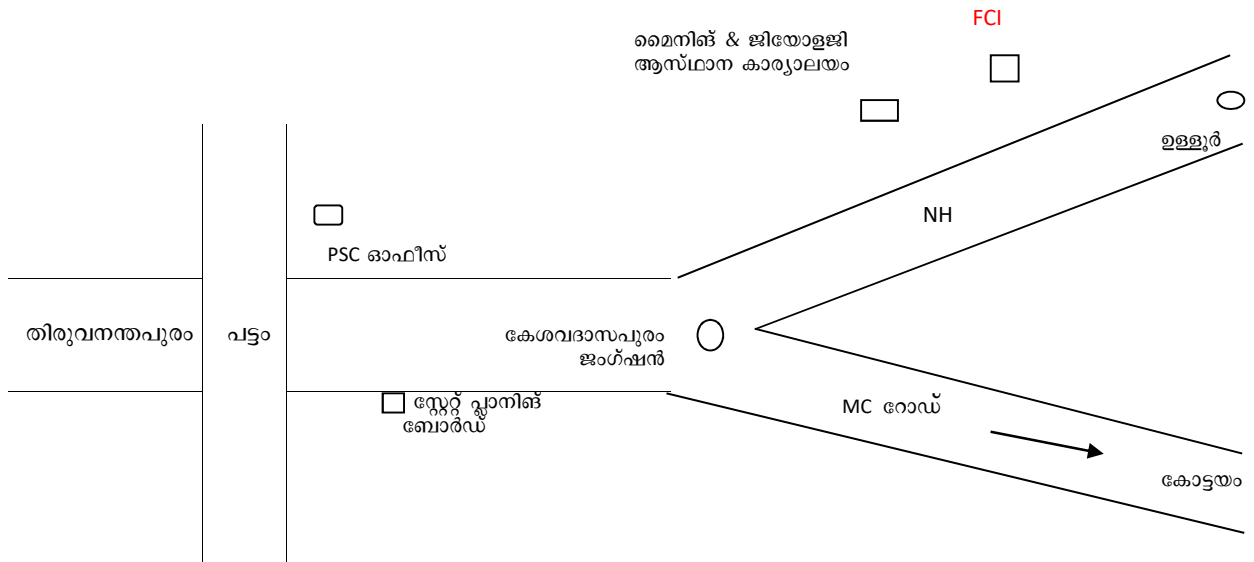 FCI
മൈനിങ് & ജിയോളജി
ആസ്ഥാന കാര്യാലയം
ഉള്ളൂർ
NH
PSC ഓഫീസ്
തിരുവനന്തപുരം
പട്ടം
കേശവദാസപുരം
ജംഗ്ഷൻ
സ്റ്റേറ്റ് പ്ലാനിങ്
ബോർഡ്
MC റോഡ്
കോട്ടയം